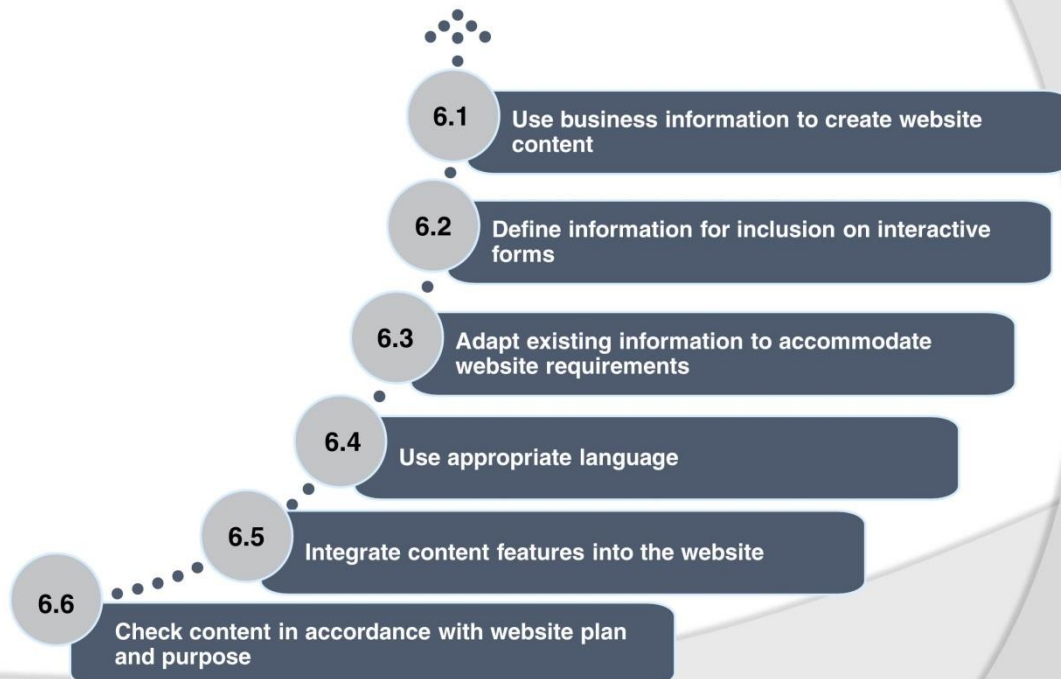 6.1
Use business information to create website
content
6.2
Define information for inclusion on interactive
forms
6.3
Adapt existing information to accommodate
website requirements
6.4
Use appropriate language
6.5
Integrate content features into the website
6.6
Check content in accordance with website plan
and purpose